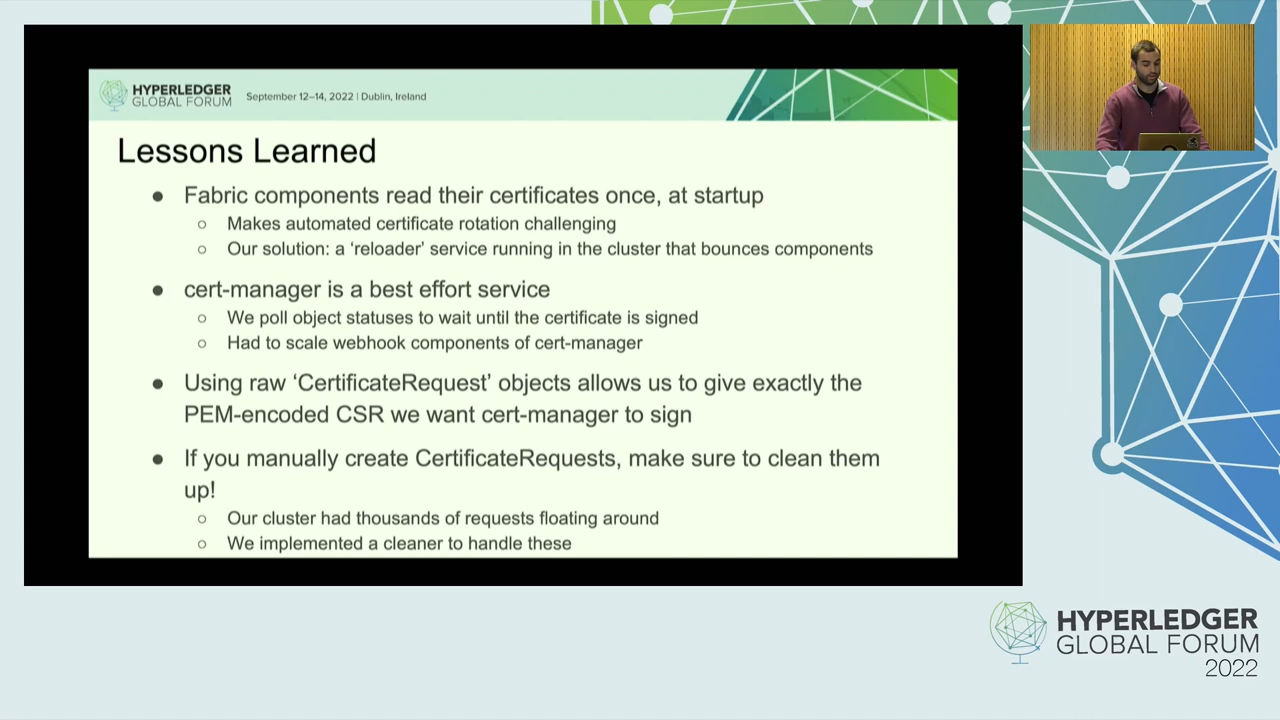 HYPERLEDGER
GLOBAL FORUM
September 12–14, 2022 | Dublin, Ireland
Lessons Learned
● Fabric components read their certificates once, at startup
○ Makes automated certificate rotation challenging
○ Our solution: a ‘reloader’ service running in the cluster that bounces components
● cert-manager is a best effort service
○ We poll object statuses to wait until the certificate is signed
○ Had to scale webhook components of cert-manager
● Using raw ‘CertificateRequest’ objects allows us to give exactly the
PEM-encoded CSR we want cert-manager to sign
● If you manually create CertificateRequests, make sure to clean them
up!
○ Our cluster had thousands of requests floating around
○ We implemented a cleaner to handle these
HYPERLEDGER
GLOBAL FORUM
2022